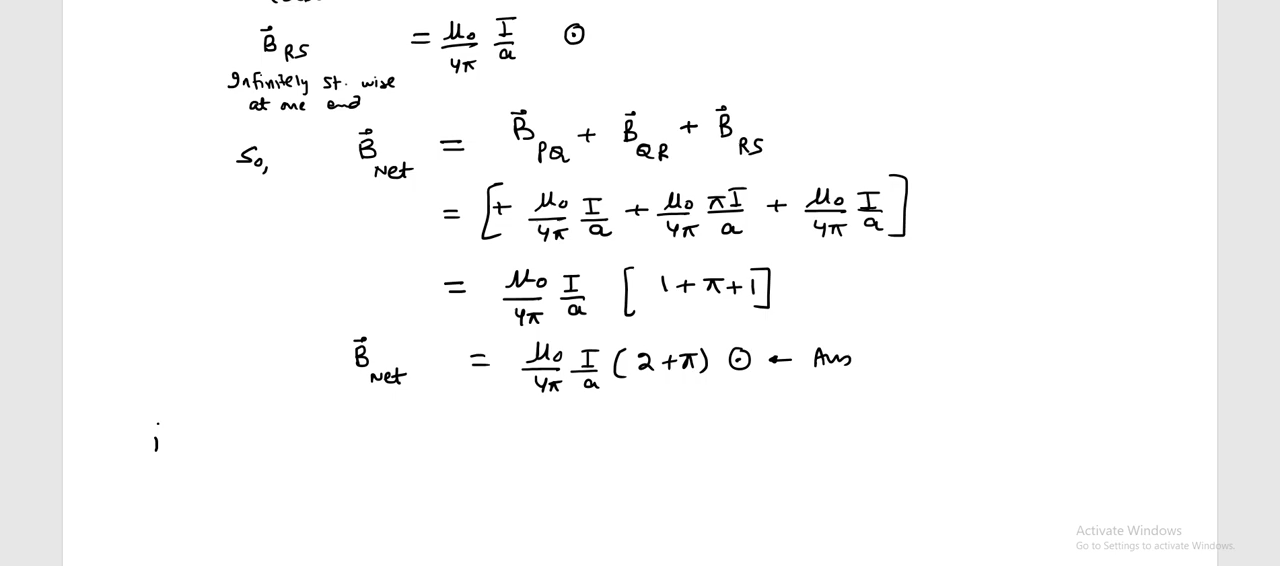 B⃗ RS = μ₀/4π I/a ⊙
Infinitely st. wise
at one end
So, B⃗ Net = B⃗ PQ + B⃗ QR + B⃗ RS
= [+ μ₀/4π I/a + μ₀/4π πI/a + μ₀/4π I/a]
= μ₀/4π I/a [1+π+1]
B⃗ Net = μ₀/4π I/a (2+π) ⊙ ← Ans
i
Activate Windows
Go to Settings to activate Windows.